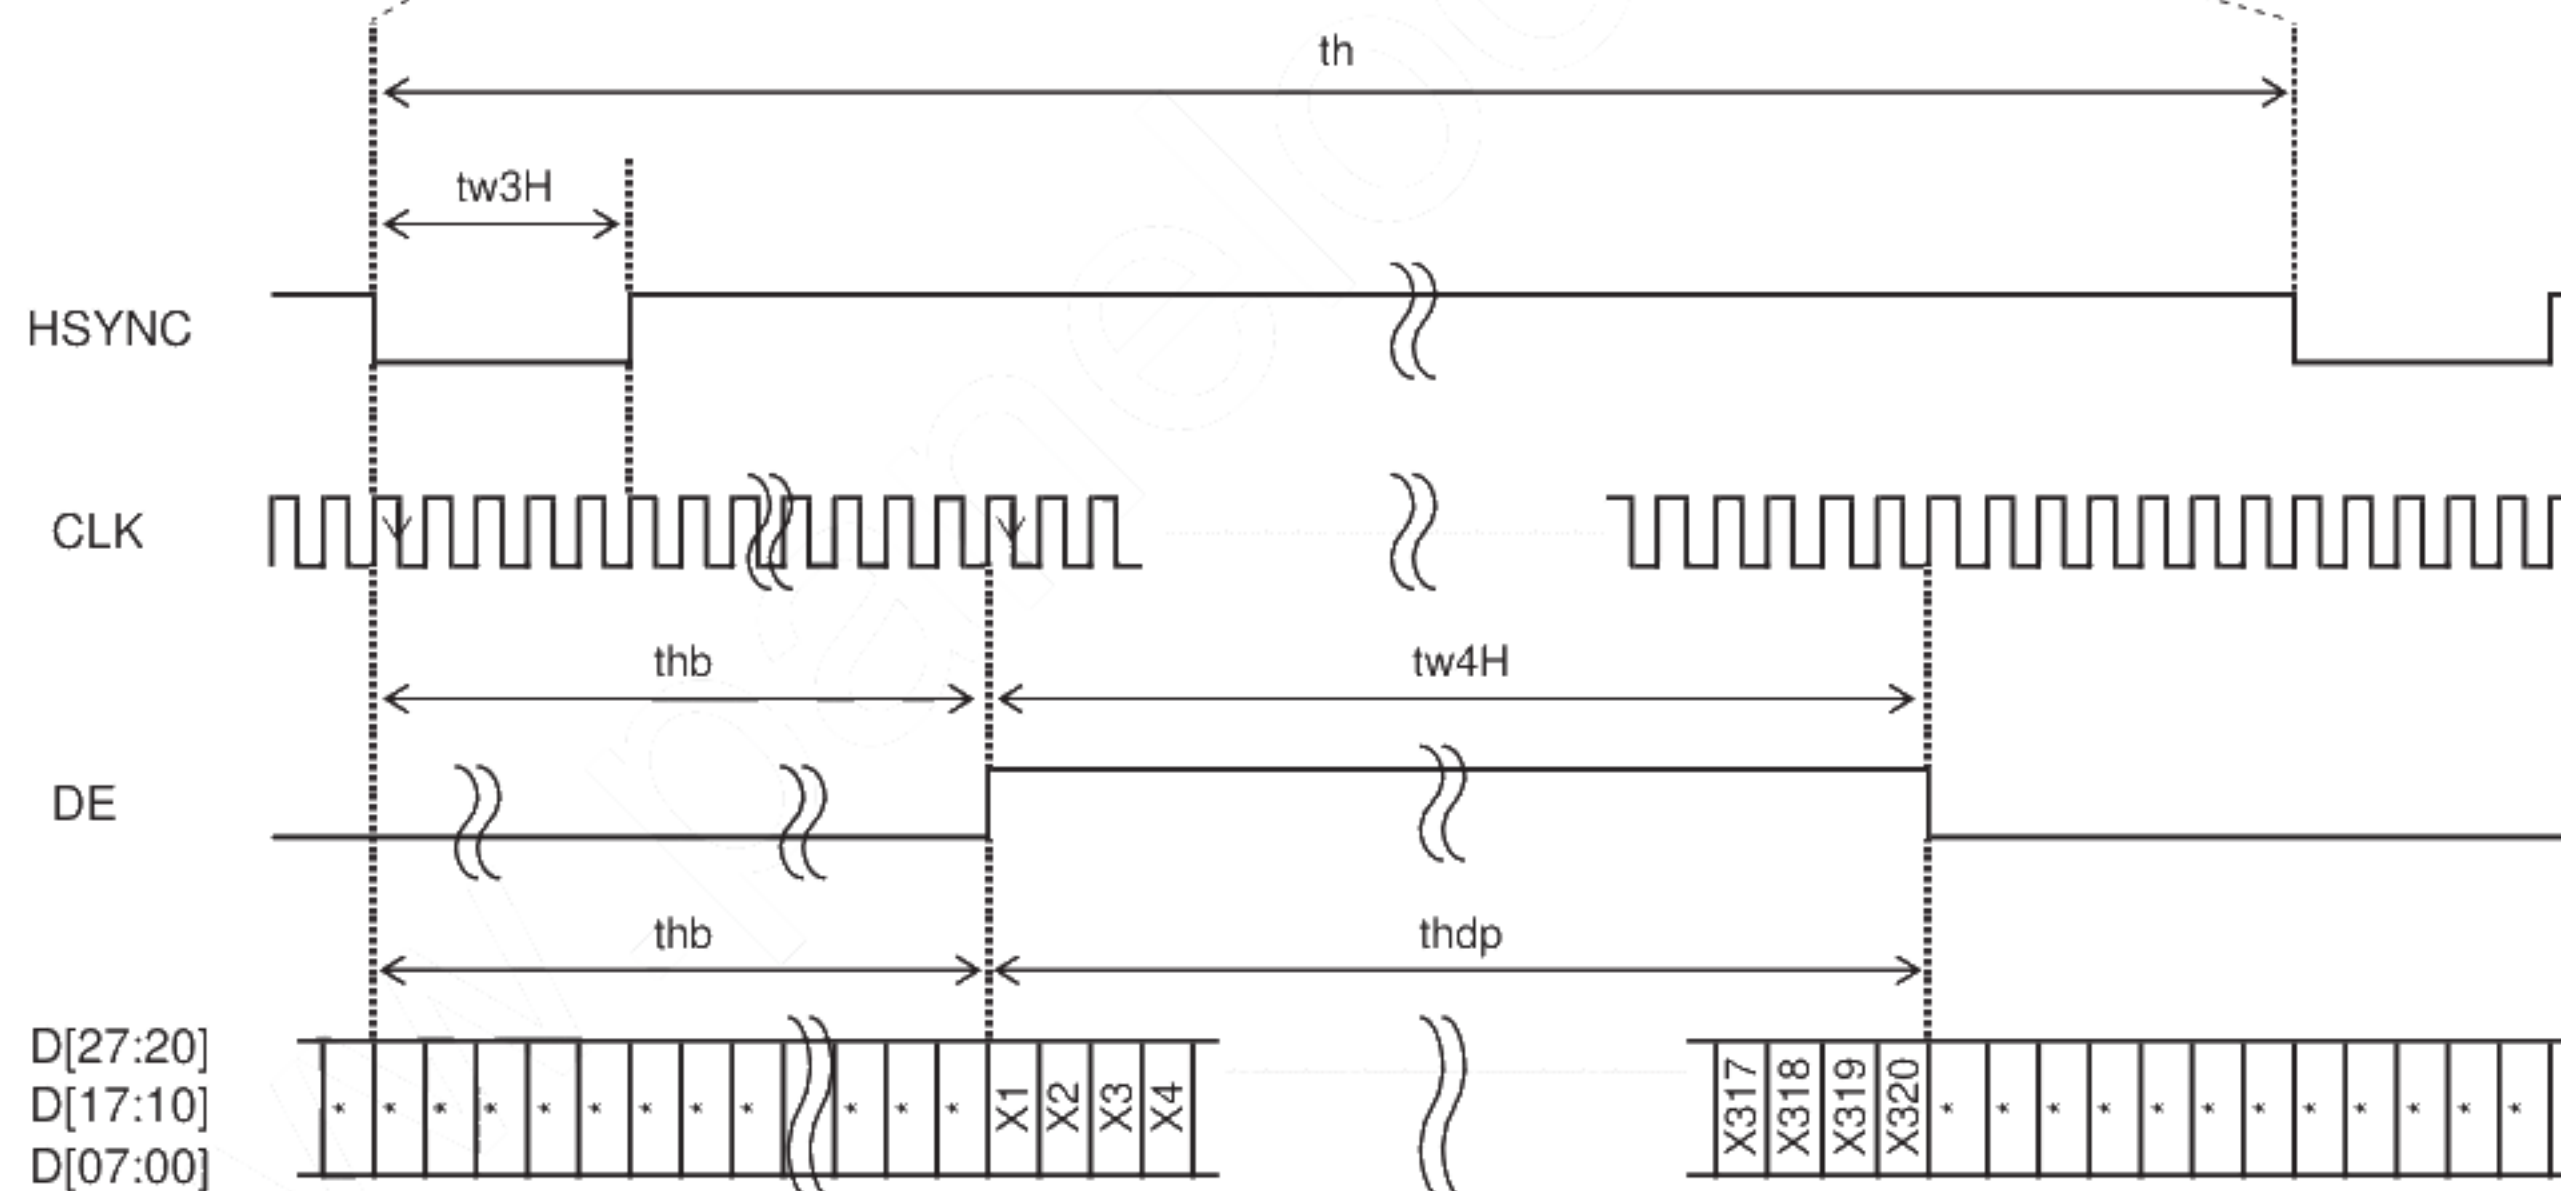 th
tw3H
HSYNC
CLK
thb tw4H
DE
thb thdp
D[27:20]
D[17:10] * * * * * * * * * * * * X1 X2 X3 X4 X317 X318 X319 X320 * * * * * * * * * * * *
D[07:00]